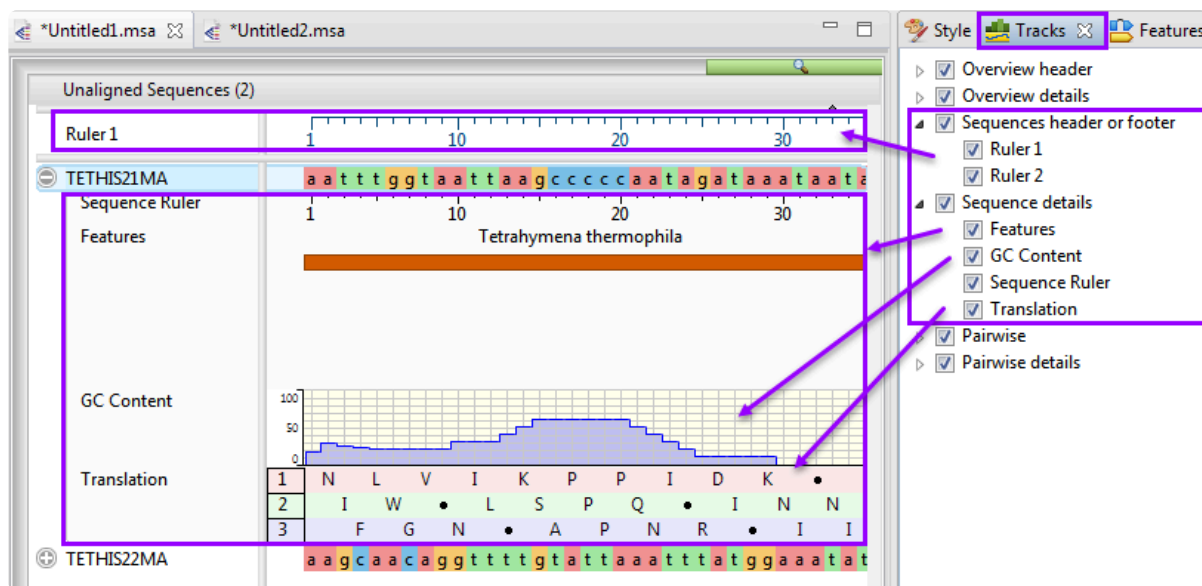 *Untitled1.msa
*Untitled2.msa
Style
Tracks
Features
Unaligned Sequences (2)
Ruler 1
1 10 20 30
TETHIS21MA
a a t t t g g t a a t t a a g c c c c c a a t a g a t a a a t a a t a
Sequence Ruler
1 10 20 30
Features
Tetrahymena thermophila
GC Content
100
50
0
Translation
1 N L V I K P P I D K •
2 I W • L S P Q • I N N
3 F G N • A P N R • I I
TETHIS22MA
a a g c a a c a g g t t t t g t a t t a a a t t t a t g g a a a t a t
Overview header
Overview details
Sequences header or footer
Ruler 1
Ruler 2
Sequence details
Features
GC Content
Sequence Ruler
Translation
Pairwise
Pairwise details